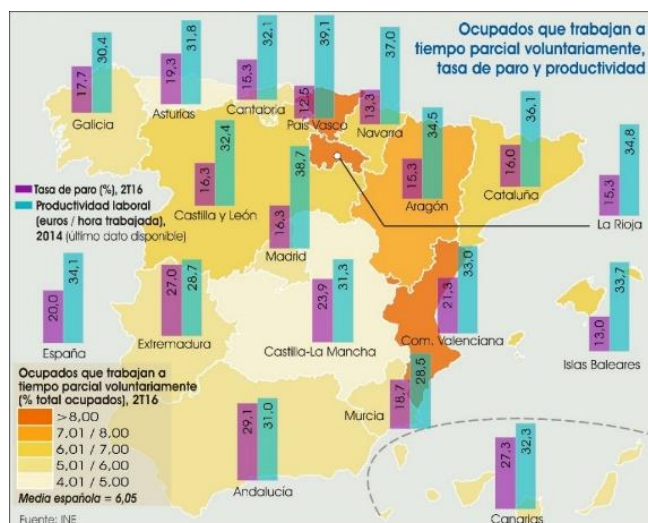 Ocupados que trabajan a
tiempo parcial voluntariamente,
tasa de paro y productividad
17,7
30,4
Galicia
19,3
31,8
Asturias
15,3
32,1
Cantabria
12,5
39,1
País Vasco
13,3
37,0
Navarra
16,3
32,4
Castilla y León
16,3
38,7
Madrid
15,3
34,5
Aragón
16,0
36,1
Cataluña
15,3
34,8
La Rioja
Tasa de paro (%), 2T16
Productividad laboral
(euros / hora trabajada),
2014 (último dato disponible)
20,0
34,1
España
27,0
28,7
Extremadura
23,9
31,3
Castilla-La Mancha
21,3
33,0
Com. Valenciana
13,0
33,7
Islas Baleares
18,7
28,5
Murcia
29,1
31,0
Andalucía
27,3
32,3
Canarias
Ocupados que trabajan a
tiempo parcial voluntariamente
(% total ocupados), 2T16
>8,00
7,01 / 8,00
6,01 / 7,00
5,01 / 6,00
4,01 / 5,00
Media española = 6,05
Fuente: INE